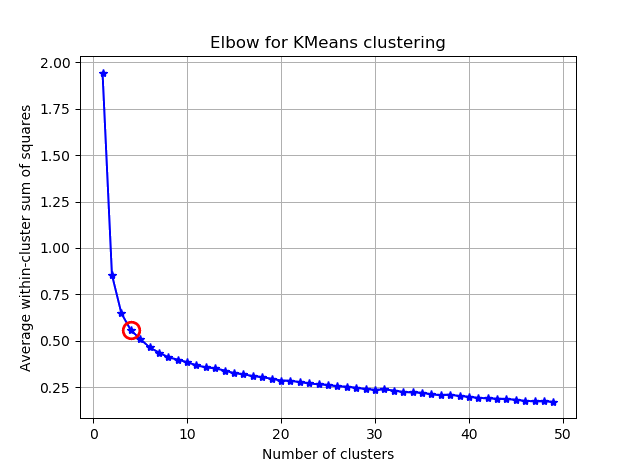 Elbow for KMeans clustering
2.00
1.75
1.50
1.25
1.00
0.75
0.50
0.25
Average within-cluster sum of squares
0 10 20 30 40 50
Number of clusters